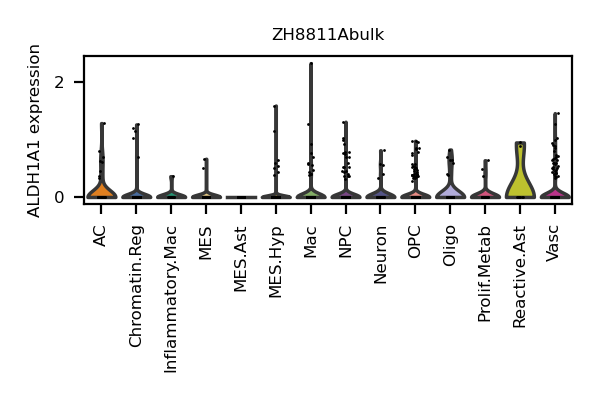 ZH8811Abulk
ALDH1A1 expression
2
0
AC
Chromatin.Reg
Inflammatory.Mac
MES
MES.Ast
MES.Hyp
Mac
NPC
Neuron
OPC
Oligo
Prolif.Metab
Reactive.Ast
Vasc